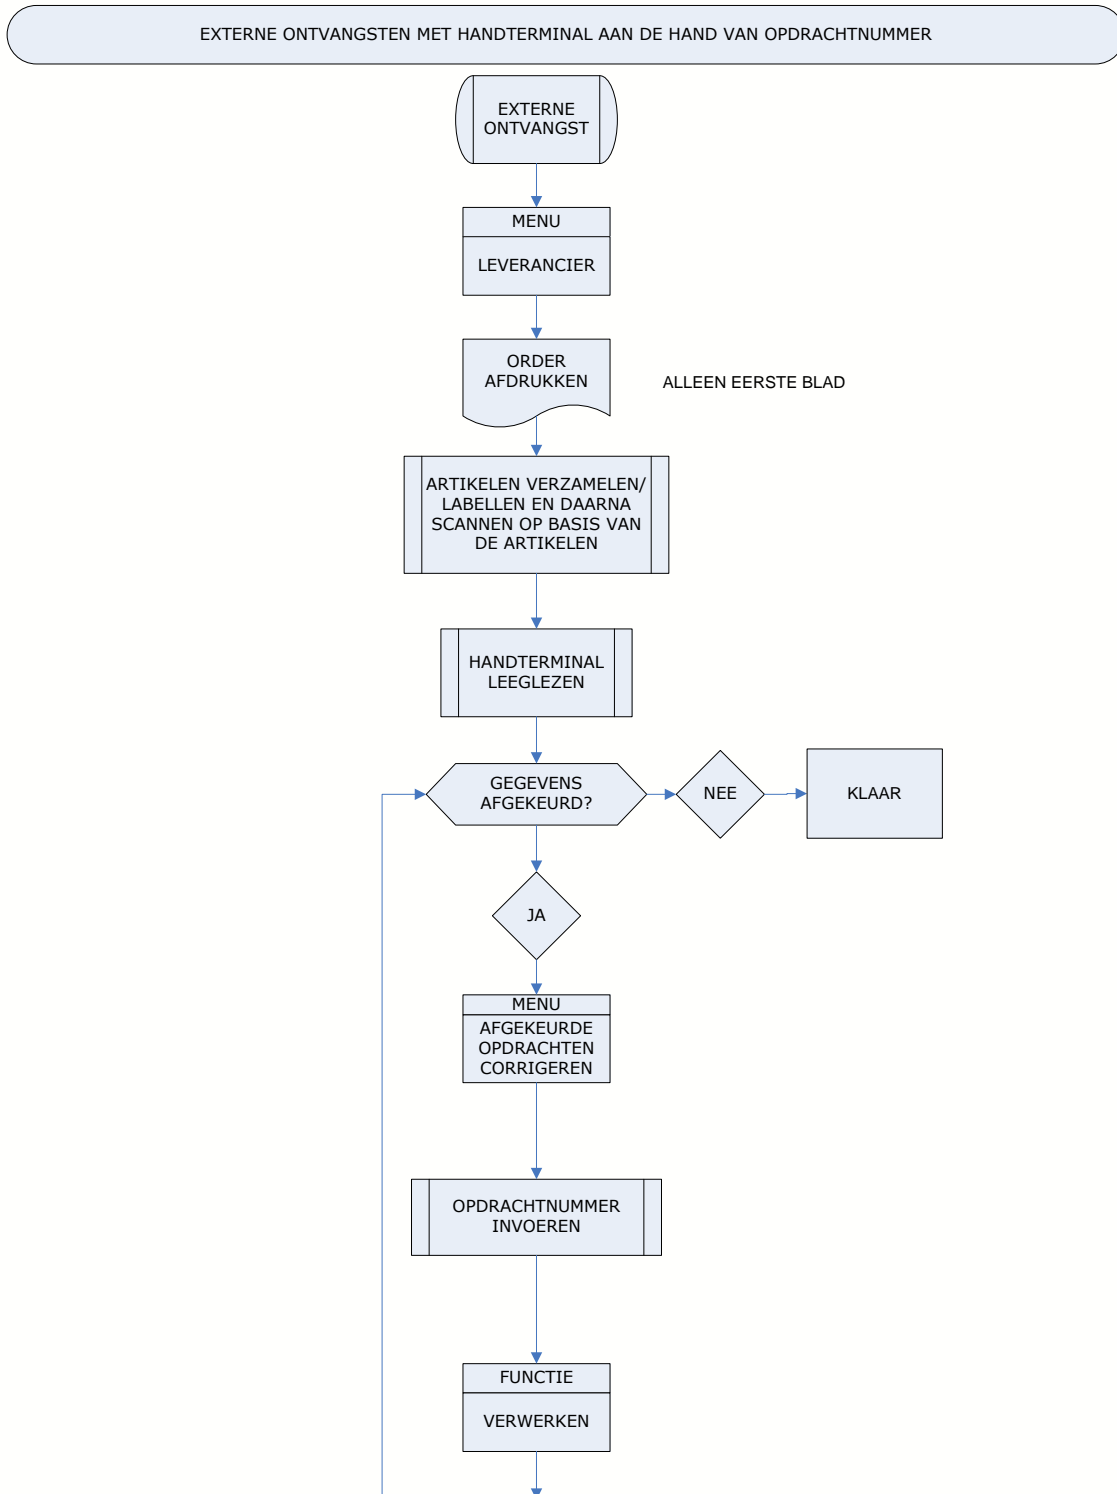 EXTERNE ONTVANGSTEN MET HANDTERMINAL AAN DE HAND VAN OPDRACHTNUMMER
EXTERNE
ONTVANGST
MENU
LEVERANCIER
ORDER
AFDRUKKEN
ALLEEN EERSTE BLAD
ARTIKELEN VERZAMELEN/
LABELLEN EN DAARNA
SCANNEN OP BASIS VAN
DE ARTIKELEN
HANDTERMINAL
LEEGLEZEN
GEGEVENS
AFGEKEURD?
NEE
KLAAR
JA
MENU
AFGEKEURDE
OPDRACHTEN
CORRIGEREN
OPDRACHTNUMMER
INVOEREN
FUNCTIE
VERWERKEN